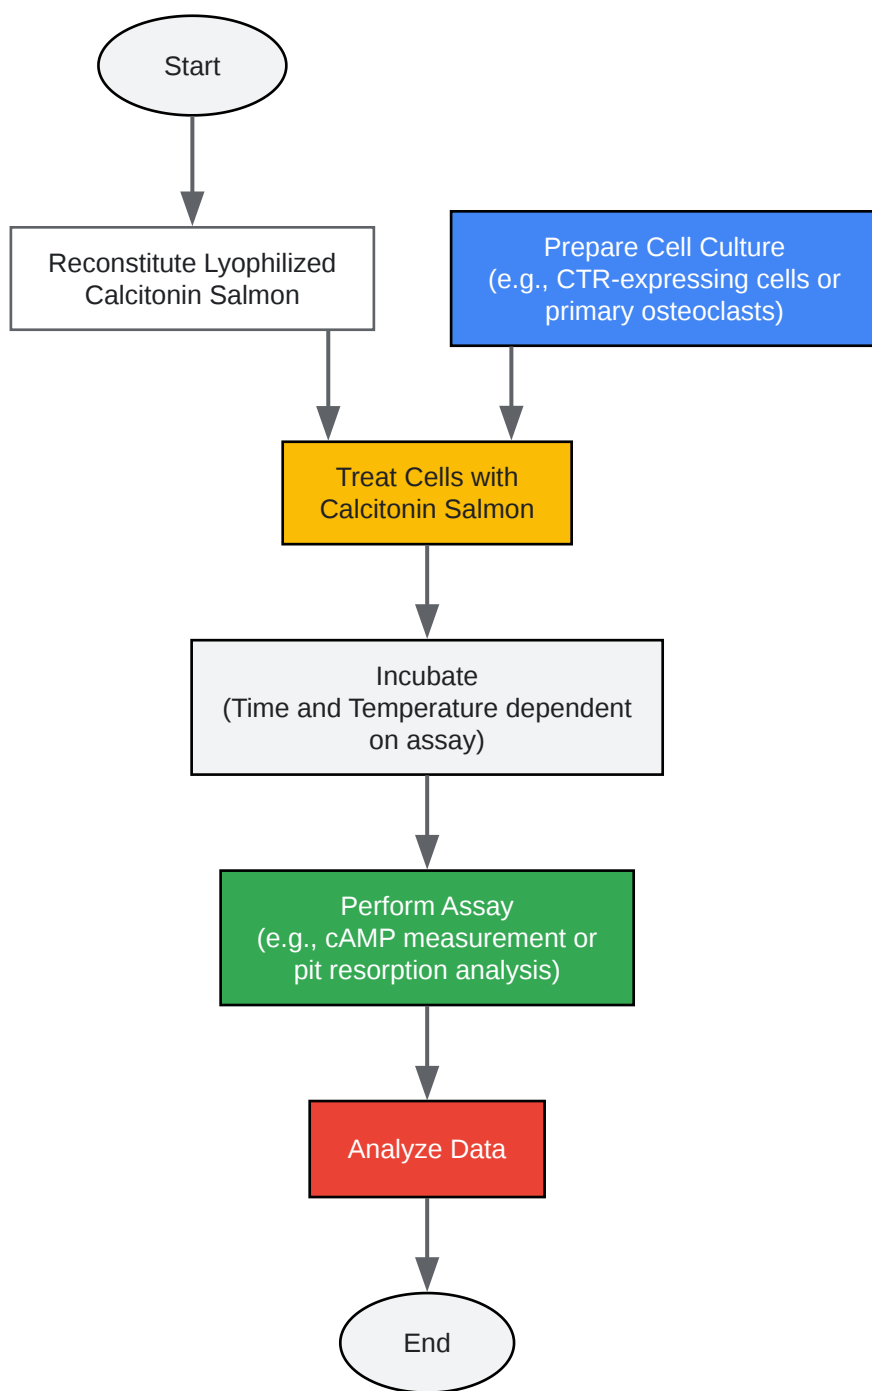 Start
Reconstitute Lyophilized
Calcitonin Salmon
Prepare Cell Culture
(e.g., CTR-expressing cells or
primary osteoclasts)
Treat Cells with
Calcitonin Salmon
Incubate
(Time and Temperature dependent
on assay)
Perform Assay
(e.g., cAMP measurement or
pit resorption analysis)
Analyze Data
End